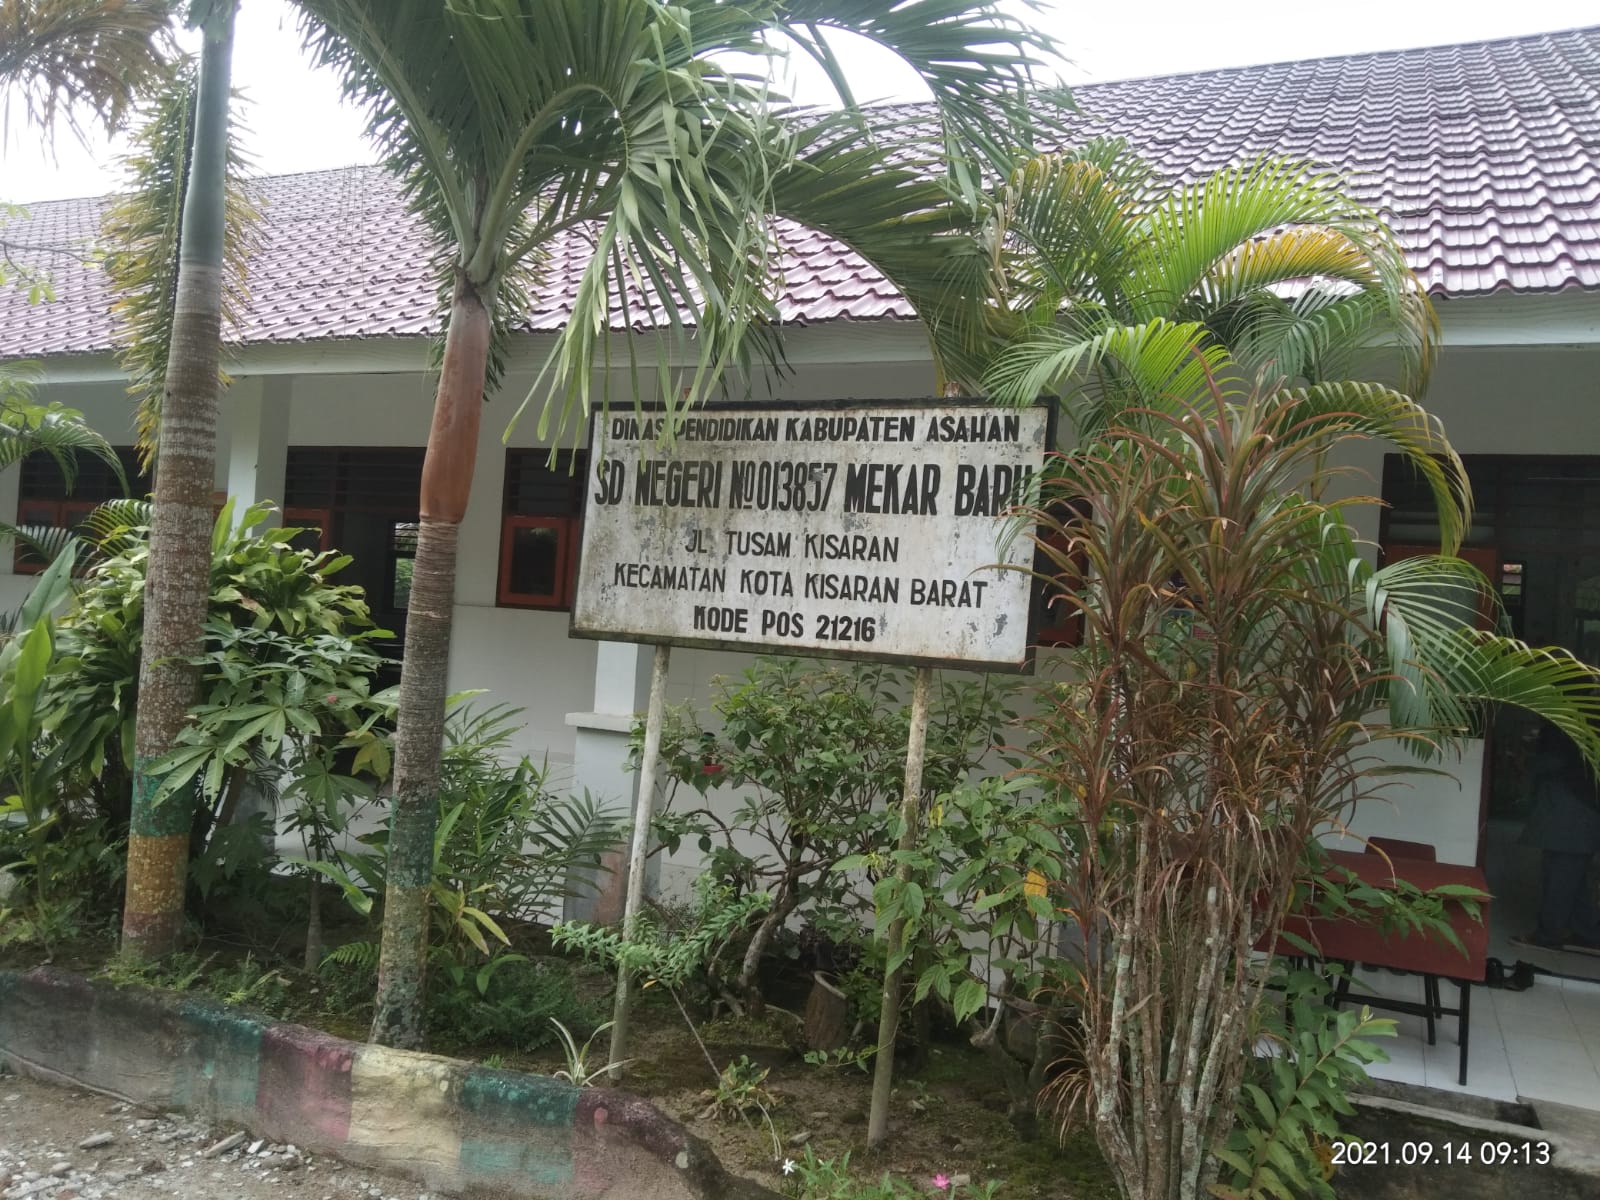 DINAS PENDIDIKAN KABUPATEN ASAHAN
SD NEGERI NO 013857 MEKAR BARU
JL TUSAM KISARAN
KECAMATAN KOTA KISARAN BARAT
KODE POS 21216
2021.09.14 09:13